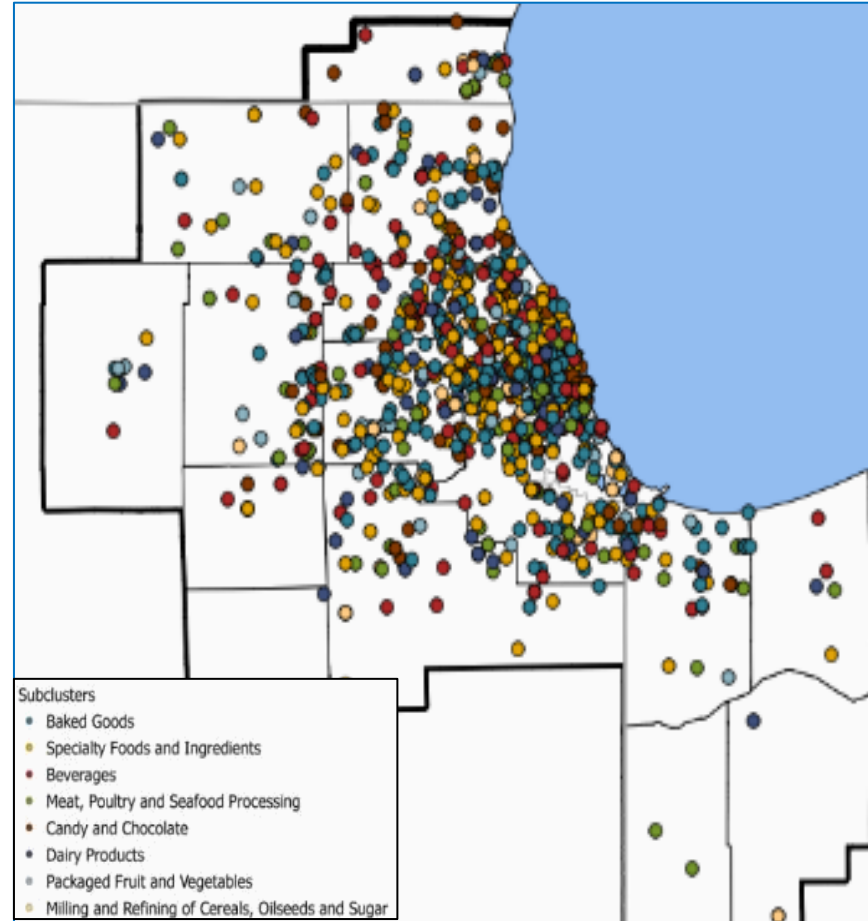 Subclusters
Baked Goods
Specialty Foods and Ingredients
Beverages
Meat, Poultry and Seafood Processing
Candy and Chocolate
Dairy Products
Packaged Fruit and Vegetables
Milling and Refining of Cereals, Oilseeds and Sugar